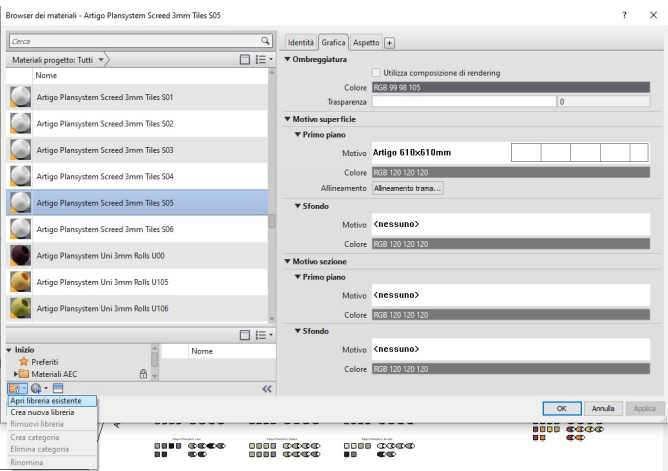 Browser dei materiali - Artigo Plansystem Screed 3mm Tiles S05
? ×
Cerca
Materiali progetto: Tutti
Nome
Artigo Plansystem Screed 3mm Tiles S01
Artigo Plansystem Screed 3mm Tiles S02
Artigo Plansystem Screed 3mm Tiles S03
Artigo Plansystem Screed 3mm Tiles S04
Artigo Plansystem Screed 3mm Tiles S05
Artigo Plansystem Screed 3mm Tiles S06
Artigo Plansystem Uni 3mm Rolls U00
Artigo Plansystem Uni 3mm Rolls U105
Artigo Plansystem Uni 3mm Rolls U106
Inizio
Preferiti
Materiali AEC
Nome
Apri libreria esistente
Crea nuova libreria
Rimuovi libreria
Crea categoria
Elimina categoria
Rinomina
Identità Grafica Aspetto +
Ombreggiatura
Utilizza composizione di rendering
Colore RGB 99 98 105
Trasparenza 0
Motivo superficie
Primo piano
Motivo Artigo 610x610mm
Colore RGB 120 120 120
Allineamento Allineamento trama...
Sfondo
Motivo <nessuno>
Colore RGB 120 120 120
Motivo sezione
Primo piano
Motivo <nessuno>
Colore RGB 120 120 120
Sfondo
Motivo <nessuno>
Colore RGB 120 120 120
OK Annulla Applica